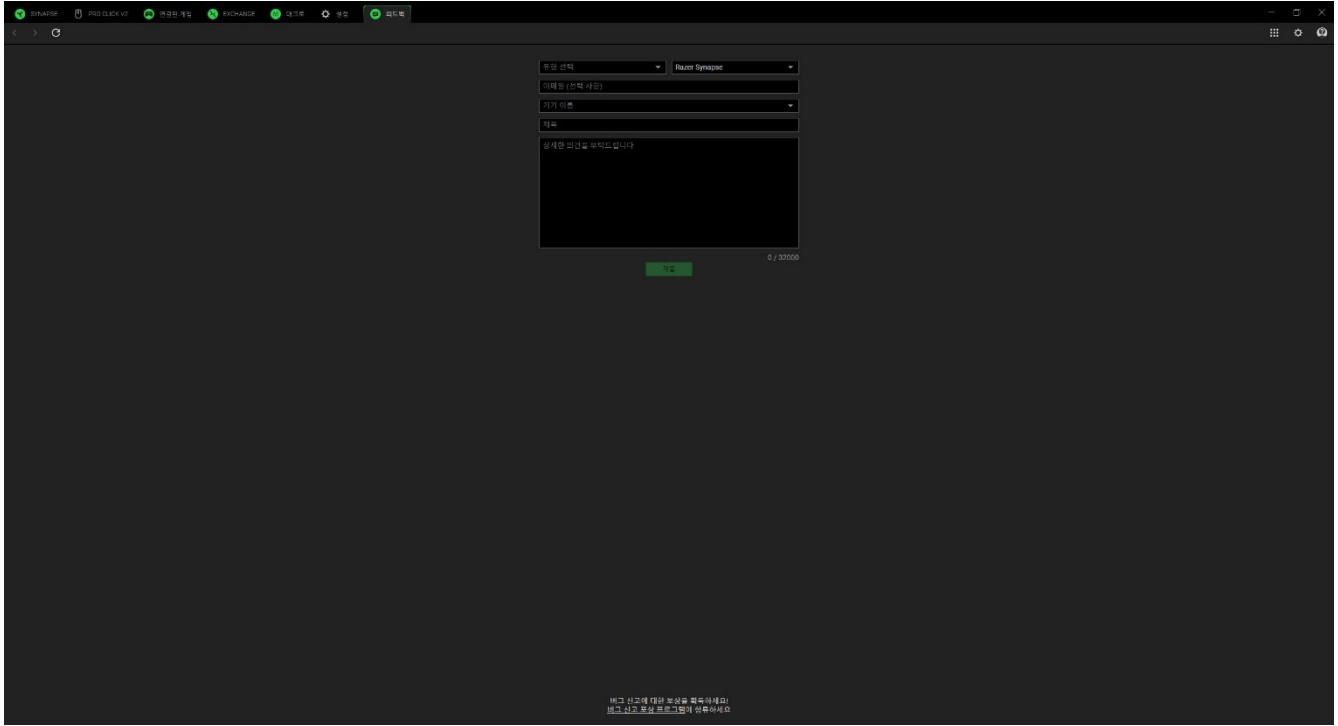 SYNAPSE PRO CLICK V2 연결된 게임 EXCHANGE 매크로 설정 피드백
유형 선택 Razer Synapse
이메일 (선택 사항)
기기 이름
제목
상세한 의견을 부탁드립니다
0 / 32000
제출
버그 신고에 대한 보상을 획득하세요!
버그 신고 포상 프로그램에 합류하세요